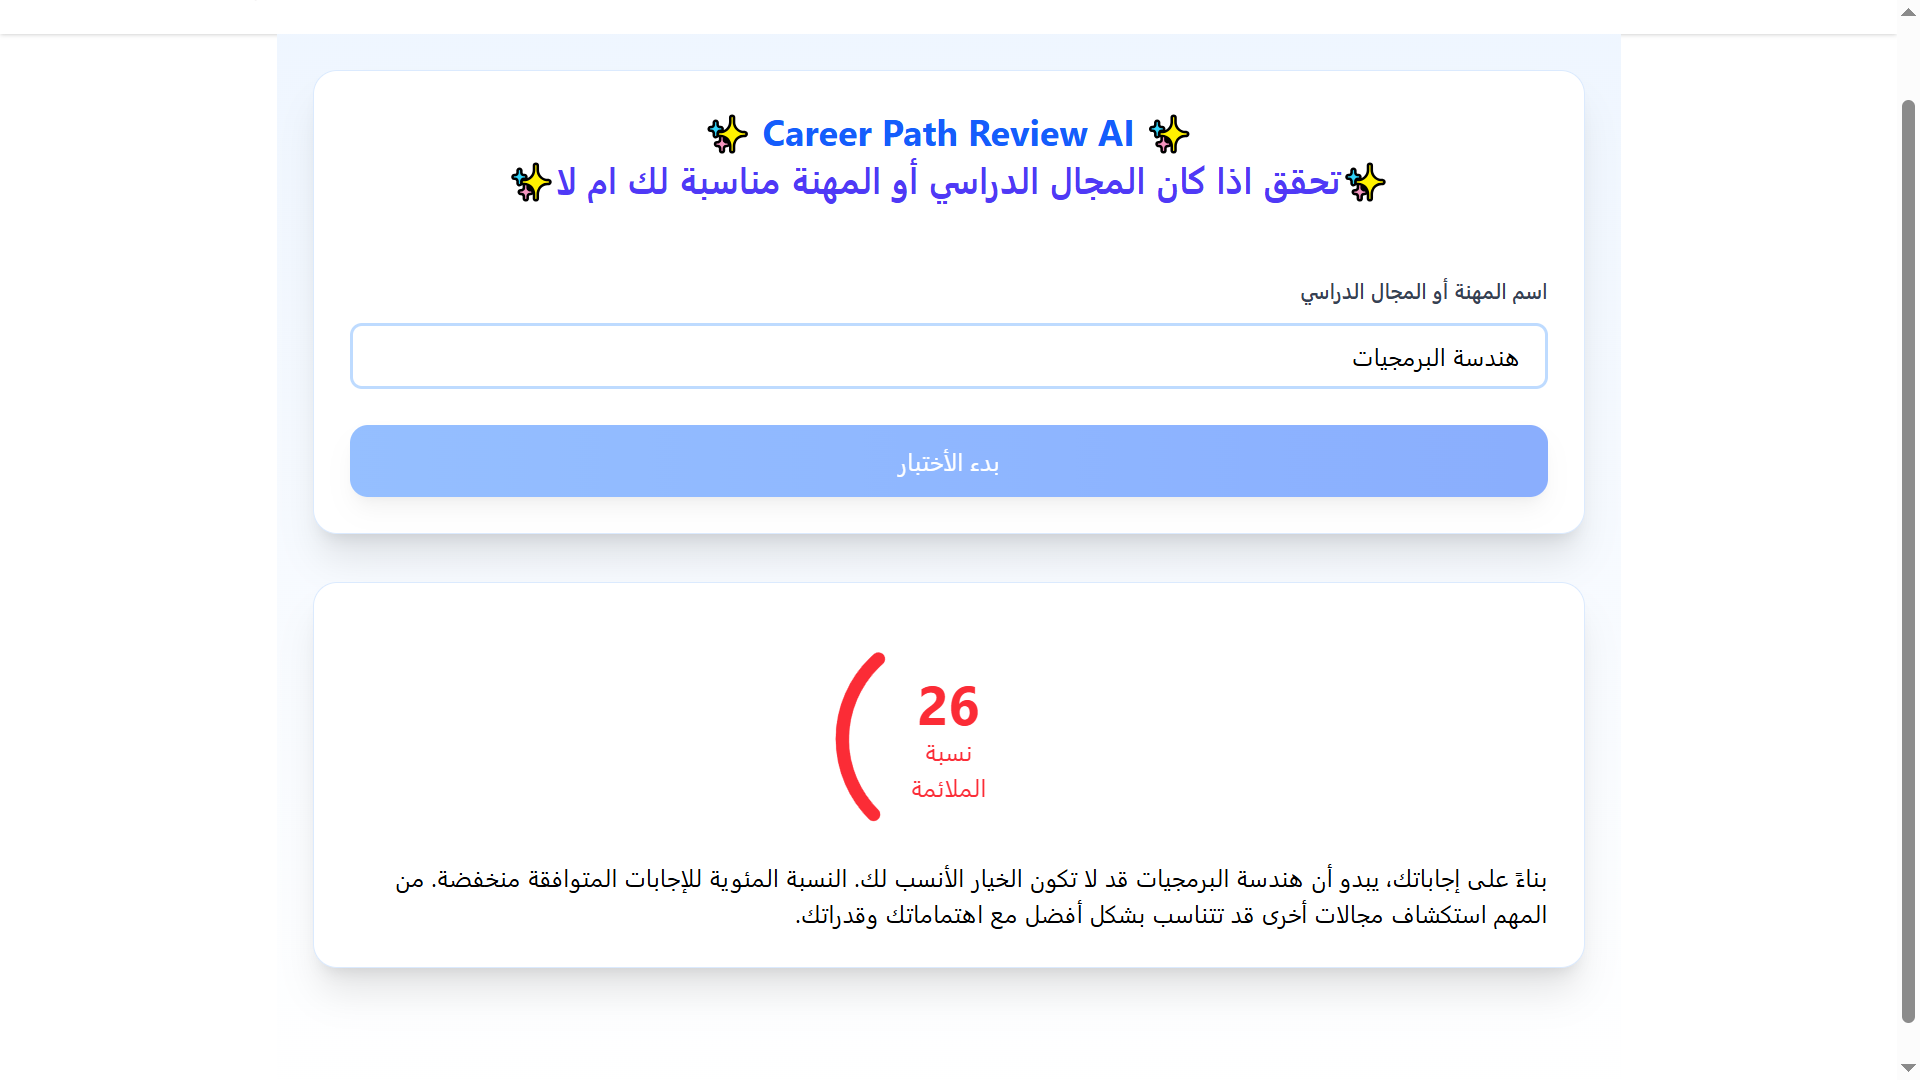 ✨ Career Path Review AI ✨
✨تحقق اذا كان المجال الدراسي أو المهنة مناسبة لك ام لا✨
اسم المهنة أو المجال الدراسي
هندسة البرمجيات
بدء الأختبار
26
نسبة
الملائمة
بناءً على إجاباتك، يبدو أن هندسة البرمجيات قد لا تكون الخيار الأنسب لك. النسبة المئوية للإجابات المتوافقة منخفضة. من
المهم استكشاف مجالات أخرى قد تتناسب بشكل أفضل مع اهتماماتك وقدراتك.